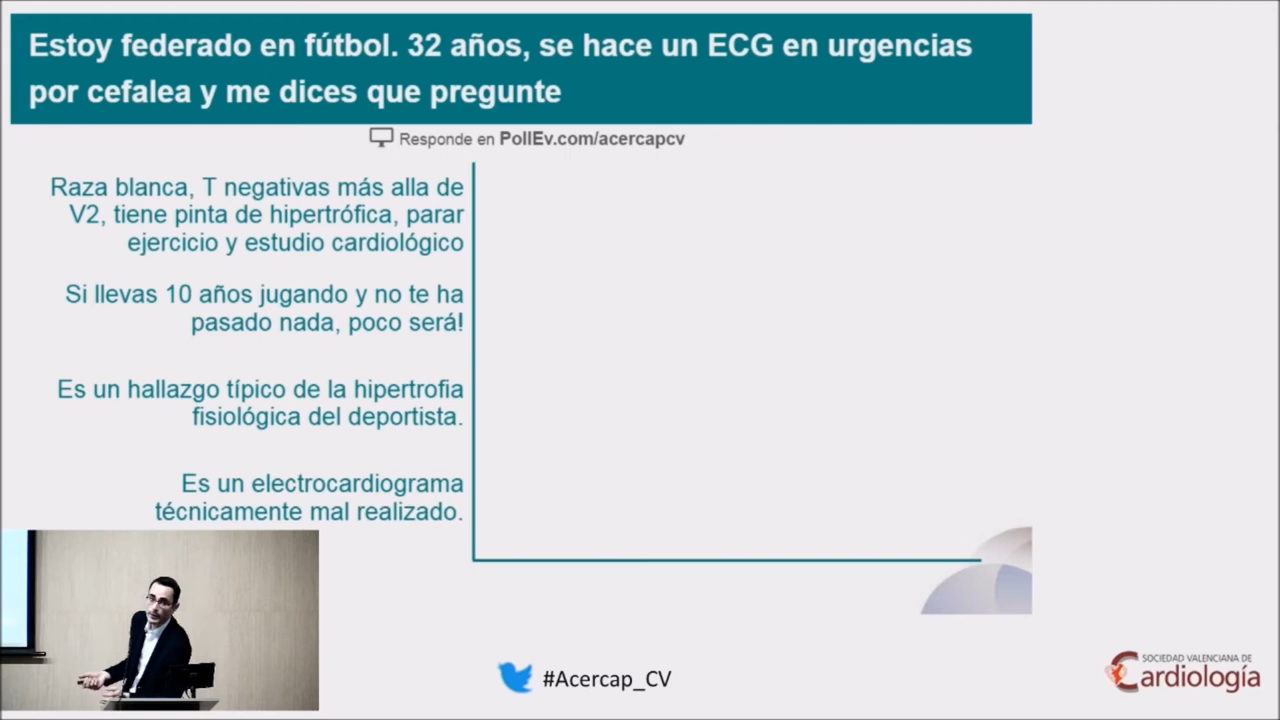 Estoy federado en fútbol. 32 años, se hace un ECG en urgencias
por cefalea y me dices que pregunte
Responde en PollEv.com/acercapcv
Raza blanca, T negativas más alla de
V2, tiene pinta de hipertrófica, parar
ejercicio y estudio cardiológico
Si llevas 10 años jugando y no te ha
pasado nada, poco será!
Es un hallazgo típico de la hipertrofia
fisiológica del deportista.
Es un electrocardiograma
técnicamente mal realizado.
#Acercap_CV
SOCIEDAD VALENCIANA DE
Cardiología